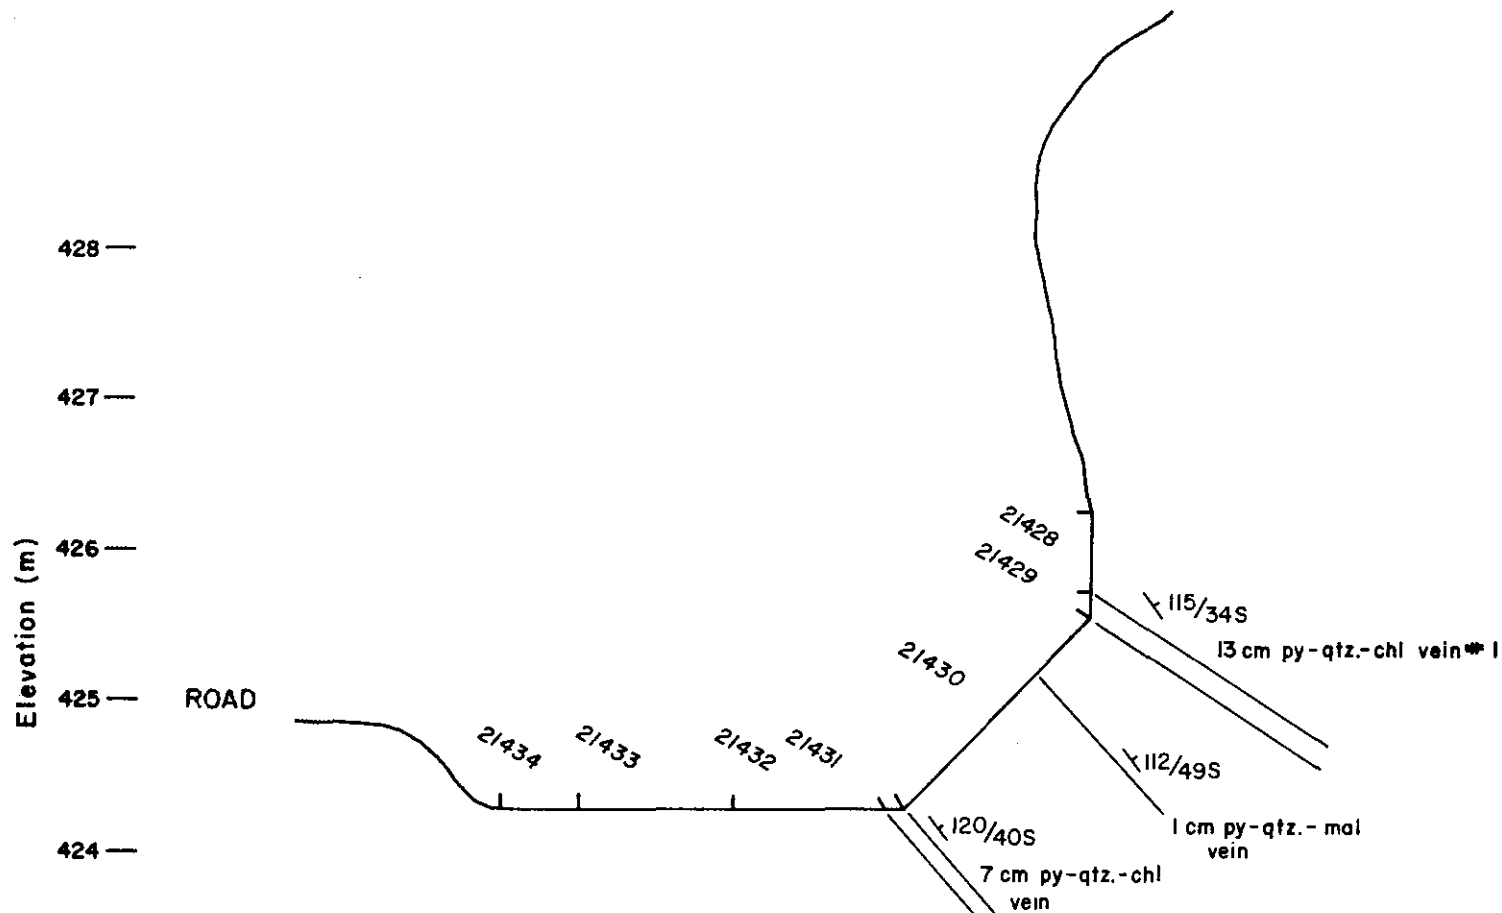 428
427
426
425
424
Elevation (m)
ROAD
21428
21429
21430
21434
21433
21432
21431
115/34S
13 cm py-qtz.-chl vein # 1
112/49S
1 cm py-qtz.-mal
vein
120/40S
7 cm py-qtz.-chl
vein